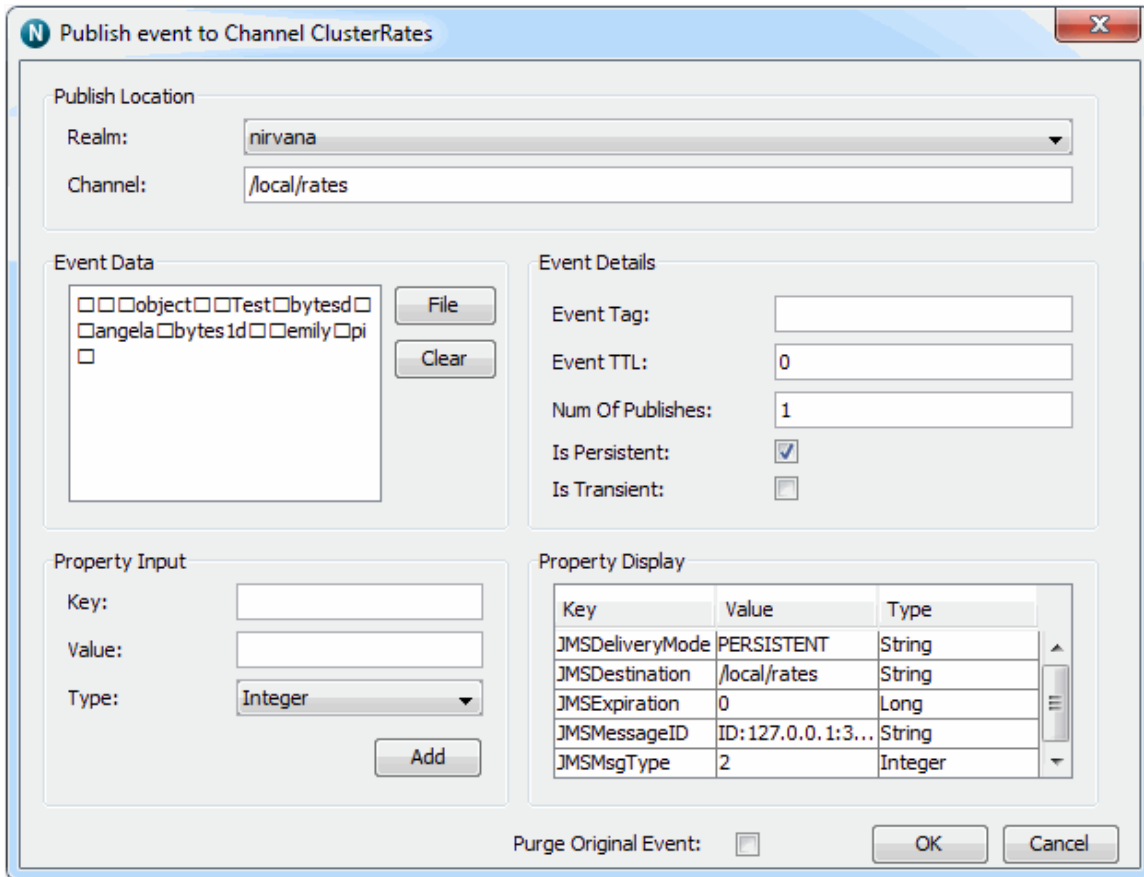 N Publish event to Channel ClusterRates
Publish Location
Realm: nirvana
Channel: /local/rates
Event Data
□□□object□□Test□bytesd□
□angela□bytes1d□□emily□pi
□
File
Clear
Event Details
Event Tag:
Event TTL: 0
Num Of Publishes: 1
Is Persistent:
Is Transient:
Property Input
Key:
Value:
Type: Integer
Add
Property Display
Key Value Type
JMSDeliveryMode PERSISTENT String
JMSDestination /local/rates String
JMSExpiration 0 Long
JMSMessageID ID:127.0.0.1:3... String
JMSMsgType 2 Integer
Purge Original Event:
OK
Cancel